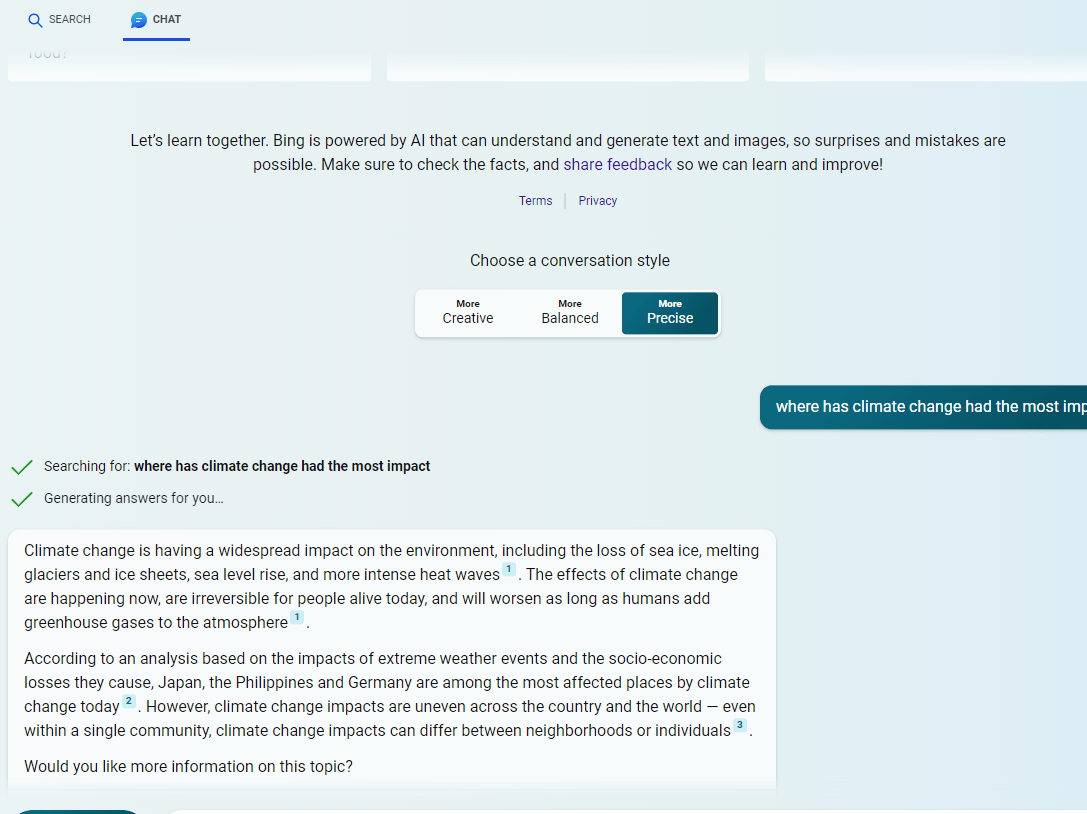 SEARCH
CHAT
food?
Let's learn together. Bing is powered by AI that can understand and generate text and images, so surprises and mistakes are
possible. Make sure to check the facts, and share feedback so we can learn and improve!
Terms | Privacy
Choose a conversation style
More Creative
More Balanced
More Precise
where has climate change had the most imp
Searching for: where has climate change had the most impact
Generating answers for you...
Climate change is having a widespread impact on the environment, including the loss of sea ice, melting
glaciers and ice sheets, sea level rise, and more intense heat waves 1 . The effects of climate change
are happening now, are irreversible for people alive today, and will worsen as long as humans add
greenhouse gases to the atmosphere 1 .
According to an analysis based on the impacts of extreme weather events and the socio-economic
losses they cause, Japan, the Philippines and Germany are among the most affected places by climate
change today 2 . However, climate change impacts are uneven across the country and the world — even
within a single community, climate change impacts can differ between neighborhoods or individuals 3 .
Would you like more information on this topic?